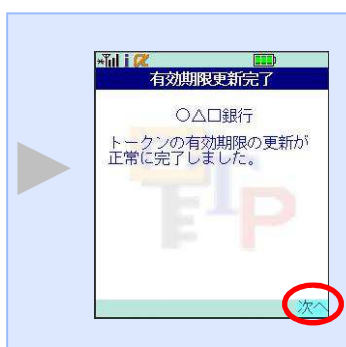 有効期限更新完了
○△□銀行
トークンの有効期限の更新が
正常に完了しました。
次へ